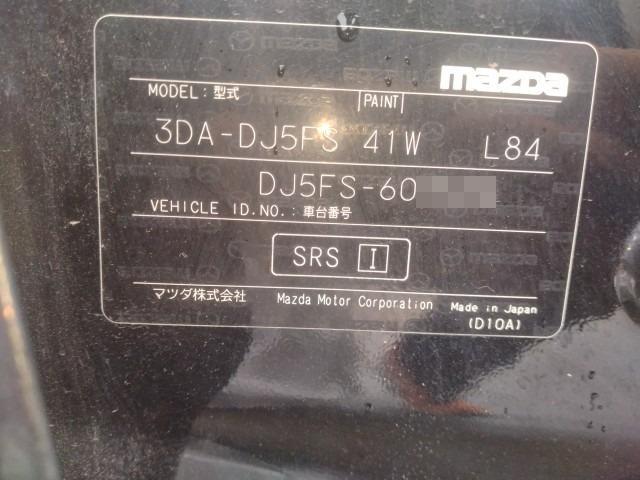 mazda
MODEL：型式 PAINT
3DA-DJ5FS 41W L84
DJ5FS-60
VEHICLE ID.NO.：車台番号
SRS I
マツダ株式会社 Mazda Motor Corporation Made in Japan
(D10A)